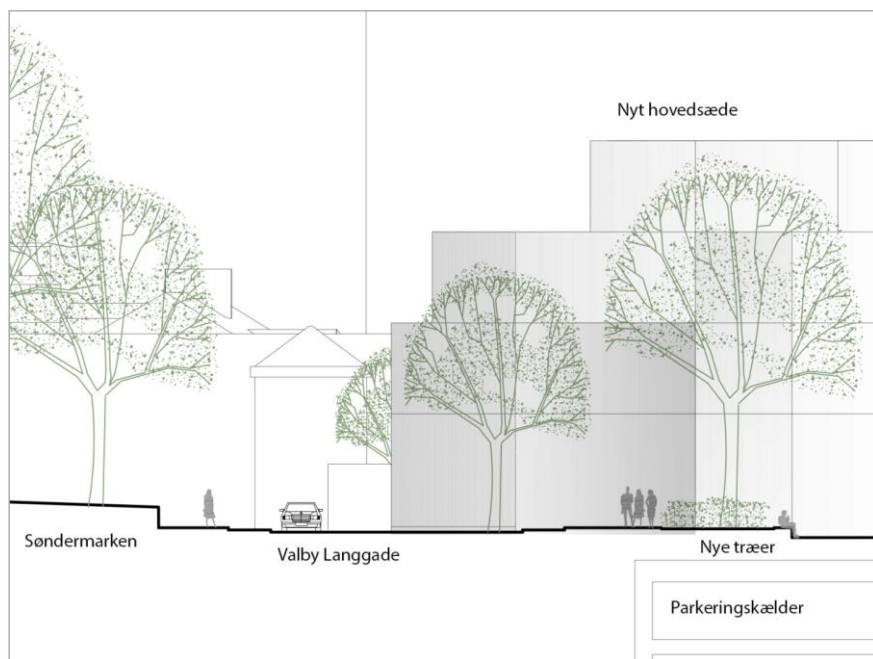 Nyt hovedsæde
Søndermarken
Valby Langgade
Nye træer
Parkeringskælder